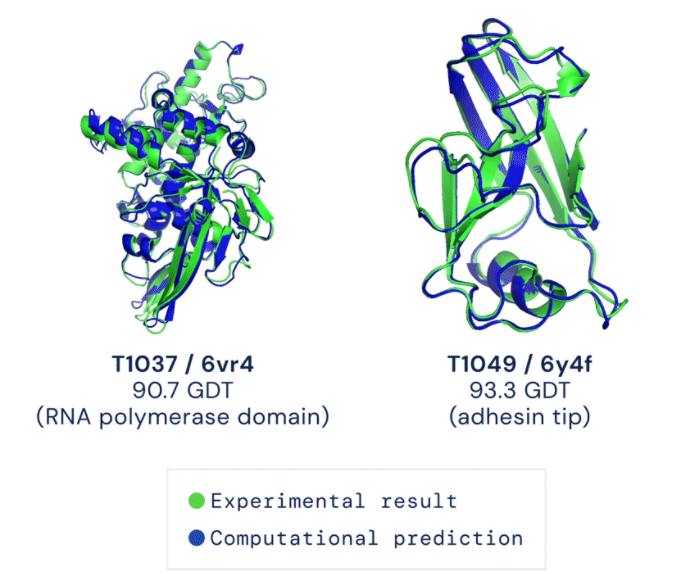 T1037 / 6vr4
90.7 GDT
(RNA polymerase domain)
T1049 / 6y4f
93.3 GDT
(adhesin tip)
Experimental result
Computational prediction